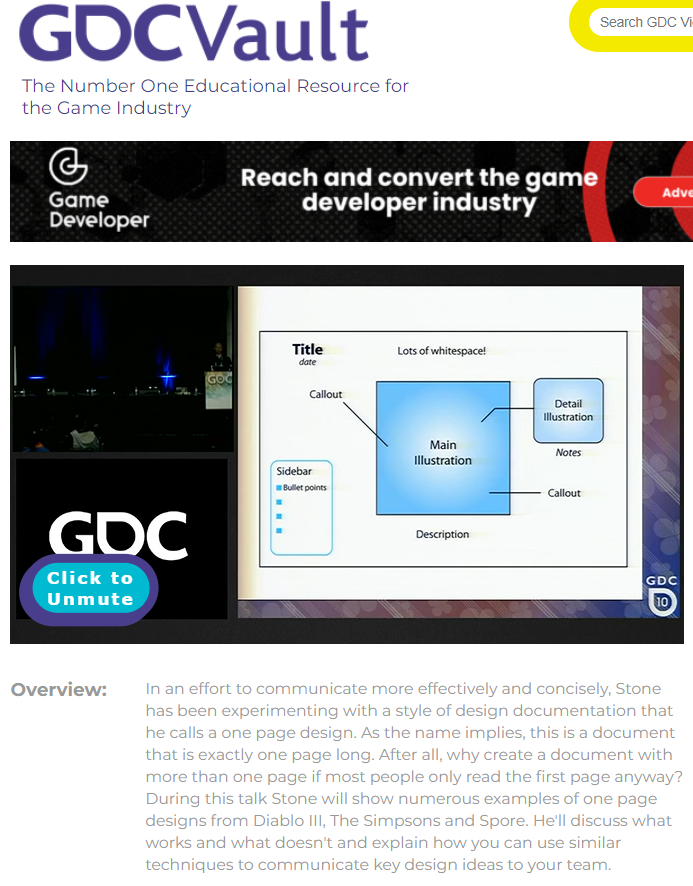 GDCVault
Search GDC Vi
The Number One Educational Resource for
the Game Industry
Game
Developer
Reach and convert the game
developer industry
Adve
GDC
Title
date
Lots of whitespace!
Callout
Main
Illustration
Detail
Illustration
Notes
Sidebar
Bullet points
Callout
Description
GDC
10
GDC
Click to
Unmute
Overview:
In an effort to communicate more effectively and concisely, Stone
has been experimenting with a style of design documentation that
he calls a one page design. As the name implies, this is a document
that is exactly one page long. After all, why create a document with
more than one page if most people only read the first page anyway?
During this talk Stone will show numerous examples of one page
designs from Diablo III, The Simpsons and Spore. He'll discuss what
works and what doesn't and explain how you can use similar
techniques to communicate key design ideas to your team.